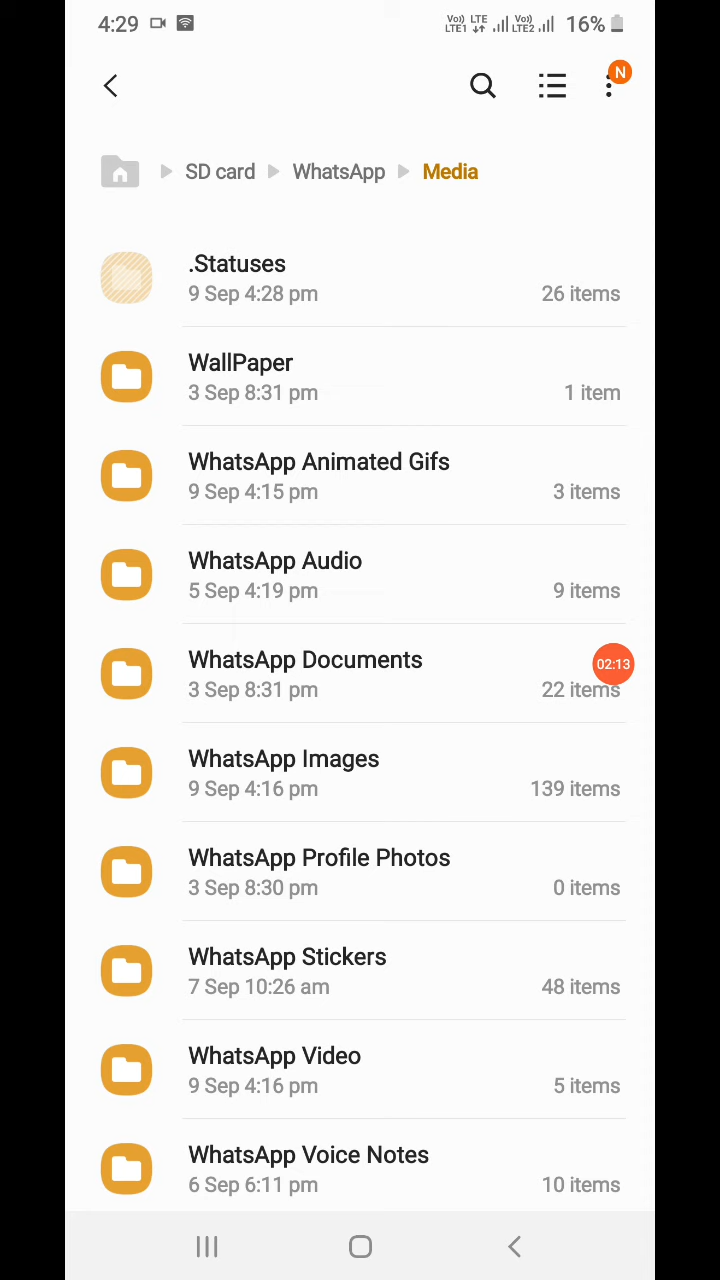 4:29 Vo) LTE1 LTE Vo) LTE2 16%
N
SD card WhatsApp Media
.Statuses
9 Sep 4:28 pm 26 items
WallPaper
3 Sep 8:31 pm 1 item
WhatsApp Animated Gifs
9 Sep 4:15 pm 3 items
WhatsApp Audio
5 Sep 4:19 pm 9 items
WhatsApp Documents
02:13
3 Sep 8:31 pm 22 items
WhatsApp Images
9 Sep 4:16 pm 139 items
WhatsApp Profile Photos
3 Sep 8:30 pm 0 items
WhatsApp Stickers
7 Sep 10:26 am 48 items
WhatsApp Video
9 Sep 4:16 pm 5 items
WhatsApp Voice Notes
6 Sep 6:11 pm 10 items